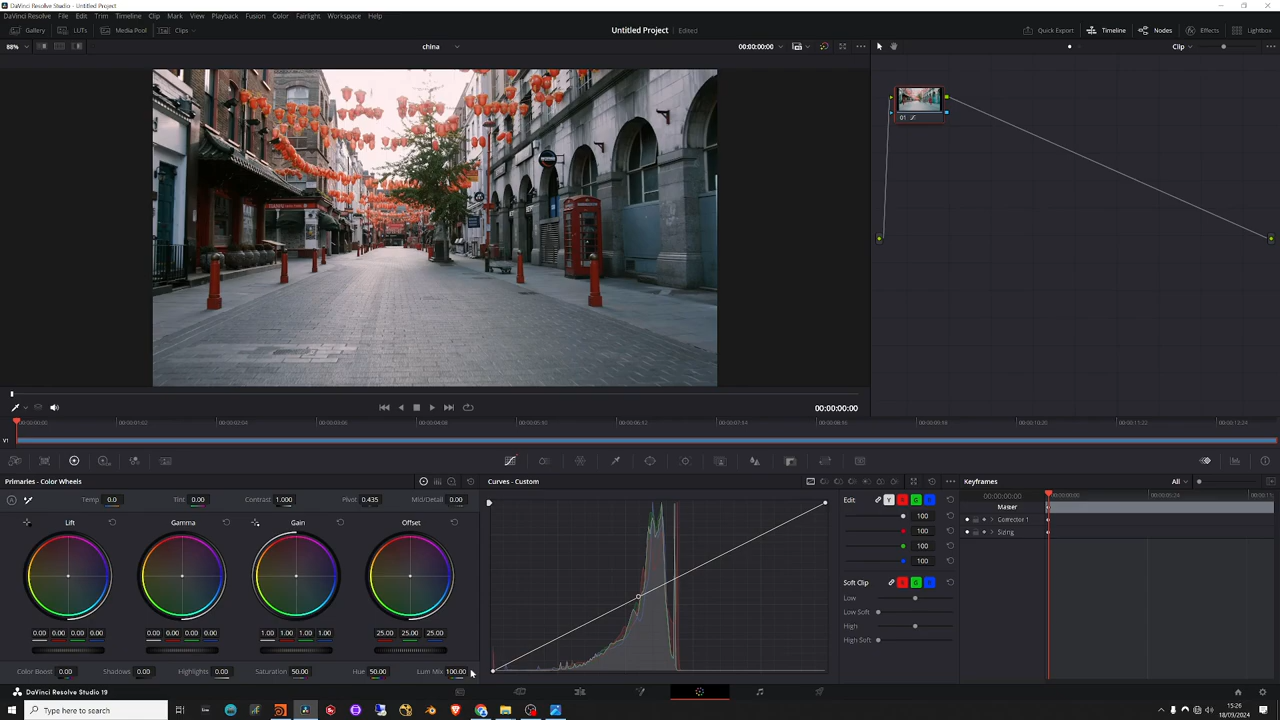 DaVinci Resolve Studio - Untitled Project
DaVinci Resolve File Edit Trim Timeline Clip Mark View Playback Fusion Color Fairlight Workspace Help
Gallery LUTs Media Pool Clips Untitled Project Edited Quick Export Timeline Nodes Effects Lightbox
88% china 00:00:00:00 Clip
01
00:00:00:00
V1
Primaries - Color Wheels Curves - Custom Keyframes All
Temp 0.0 Tint 0.00 Contrast 1.000 Pivot 0.435 Mid/Detail 0.00
Edit Y R G B
00:00:00:00
Lift Gamma Gain Offset
100
100
100
100
Master
Corrector 1
Sizing
Soft Clip R G B
Low
Low Soft
High
High Soft
0.00 0.00 0.00 0.00 0.00 0.00 0.00 0.00 1.00 1.00 1.00 1.00 25.00 25.00 25.00
Color Boost 0.00 Shadows 0.00 Highlights 0.00 Saturation 50.00 Hue 50.00 Lum Mix 100.00
DaVinci Resolve Studio 19
Type here to search
15:26
18/09/2024